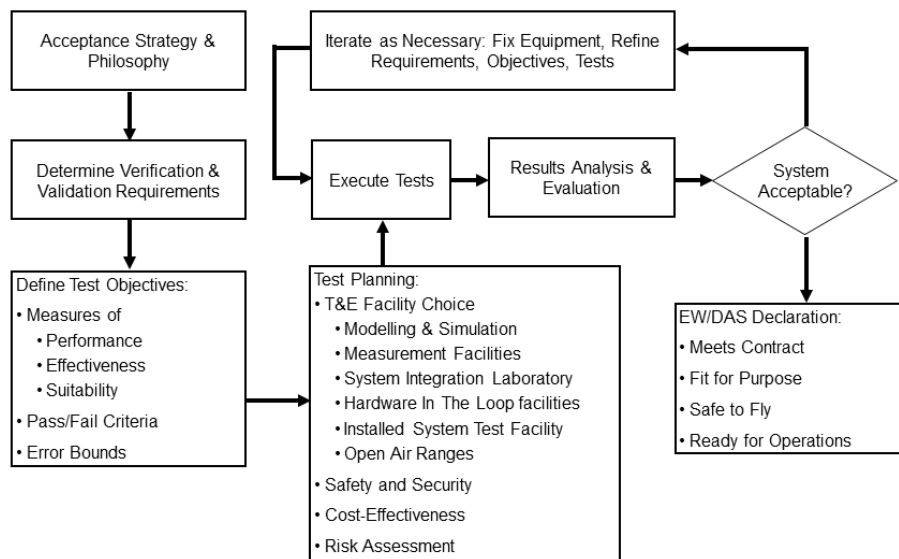 Acceptance Strategy &
Philosophy
Determine Verification &
Validation Requirements
Define Test Objectives:
• Measures of
• Performance
• Effectiveness
• Suitability
• Pass/Fail Criteria
• Error Bounds
Test Planning:
• T&E Facility Choice
• Modelling & Simulation
• Measurement Facilities
• System Integration Laboratory
• Hardware In The Loop facilities
• Installed System Test Facility
• Open Air Ranges
• Safety and Security
• Cost-Effectiveness
• Risk Assessment
Execute Tests
Results Analysis &
Evaluation
System
Acceptable?
Iterate as Necessary: Fix Equipment, Refine
Requirements, Objectives, Tests
EW/DAS Declaration:
• Meets Contract
• Fit for Purpose
• Safe to Fly
• Ready for Operations